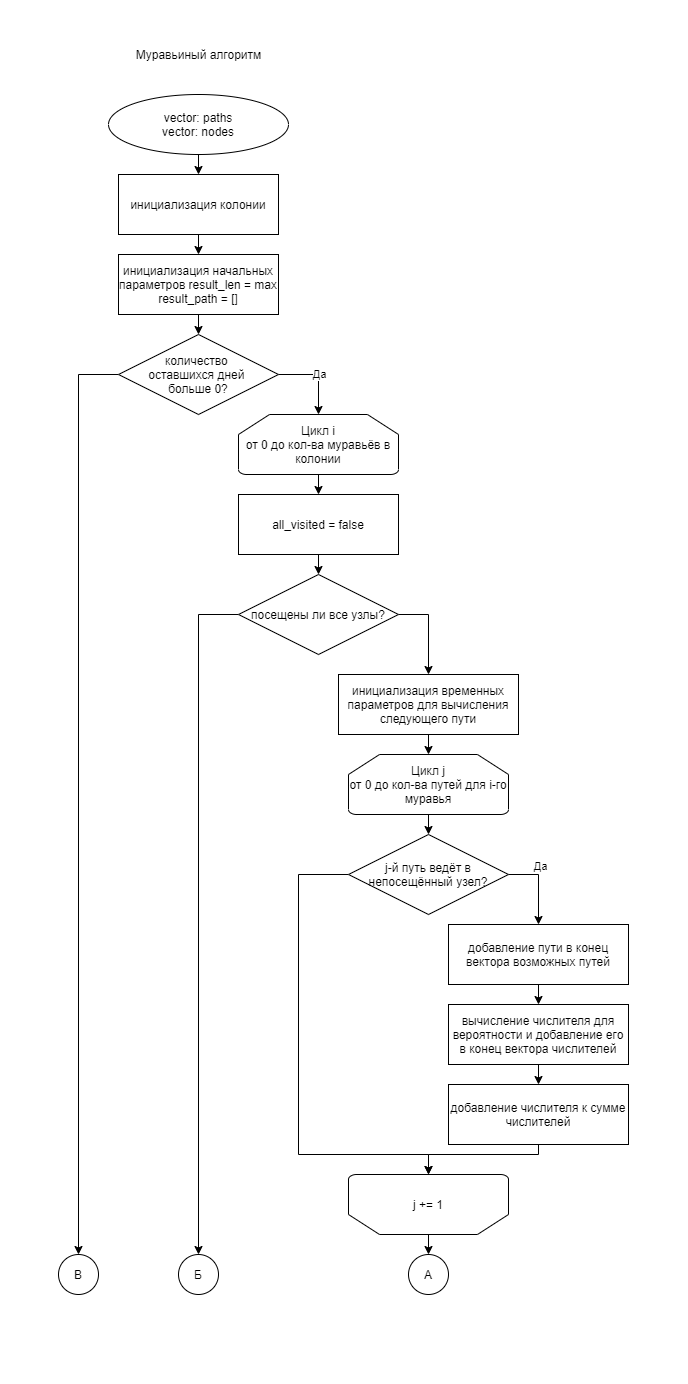 Муравьиный алгоритм
vector: paths
vector: nodes
инициализация колонии
инициализация начальных
параметров result_len = max
result_path = []
количество
оставшихся дней
больше 0?
Да
Цикл i
от 0 до кол-ва муравьёв в
колонии
all_visited = false
посещены ли все узлы?
инициализация временных
параметров для вычисления
следующего пути
Цикл j
от 0 до кол-ва путей для i-го
муравья
j-й путь ведёт в
непосещённый узел?
Да
добавление пути в конец
вектора возможных путей
вычисление числителя для
вероятности и добавление его
в конец вектора числителей
добавление числителя к сумме
числителей
j += 1
В
Б
А